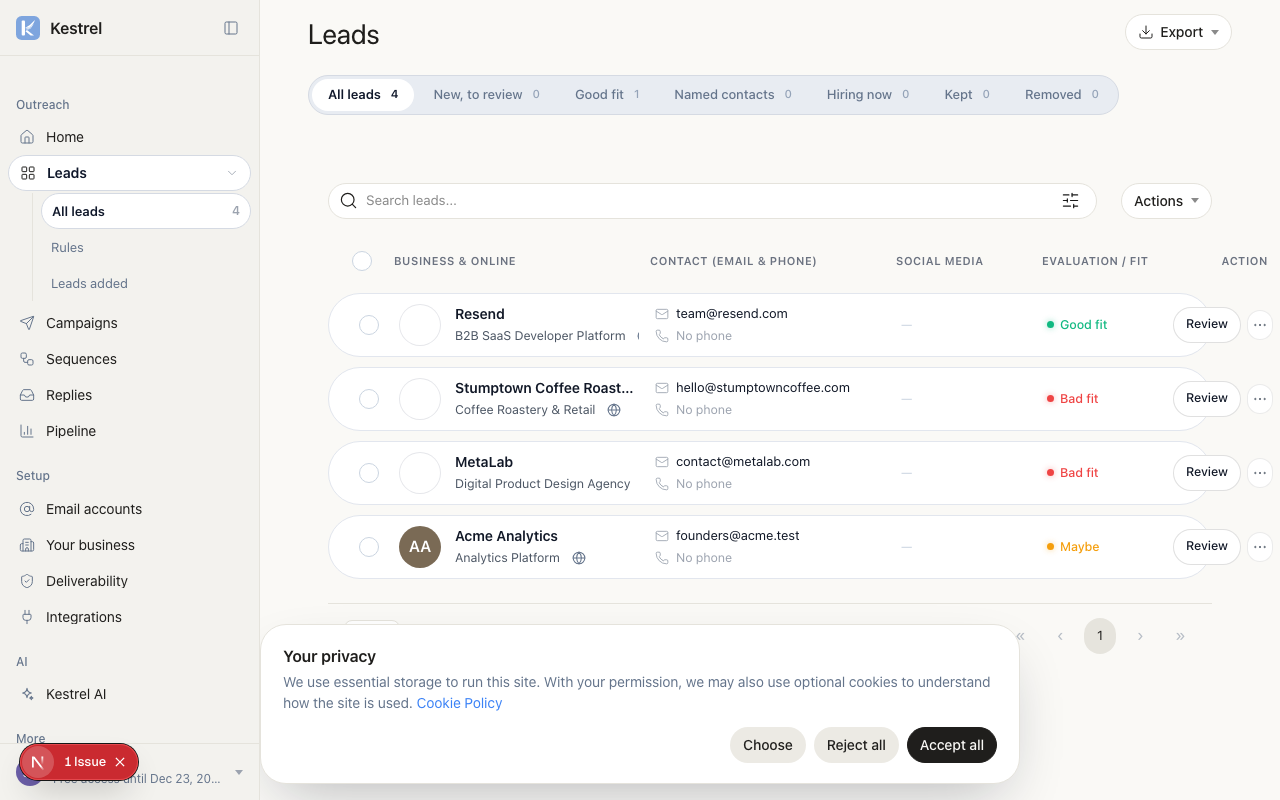 Kestrel
Outreach
Home
Leads
All leads 4
Rules
Leads added
Campaigns
Sequences
Replies
Pipeline
Setup
Email accounts
Your business
Deliverability
Integrations
AI
Kestrel AI
More
1 Issue
until Dec 23, 20...
Leads
Export
All leads 4 New, to review 0 Good fit 1 Named contacts 0 Hiring now 0 Kept 0 Removed 0
Search leads...
Actions
BUSINESS & ONLINE CONTACT (EMAIL & PHONE) SOCIAL MEDIA EVALUATION / FIT ACTION
Resend
B2B SaaS Developer Platform
team@resend.com
No phone
—
Good fit
Review
Stumptown Coffee Roast...
Coffee Roastery & Retail
hello@stumptowncoffee.com
No phone
—
Bad fit
Review
MetaLab
Digital Product Design Agency
contact@metalab.com
No phone
—
Bad fit
Review
AA
Acme Analytics
Analytics Platform
founders@acme.test
No phone
—
Maybe
Review
« ‹ 1 › »
Your privacy
We use essential storage to run this site. With your permission, we may also use optional cookies to understand
how the site is used. Cookie Policy
Choose Reject all Accept all